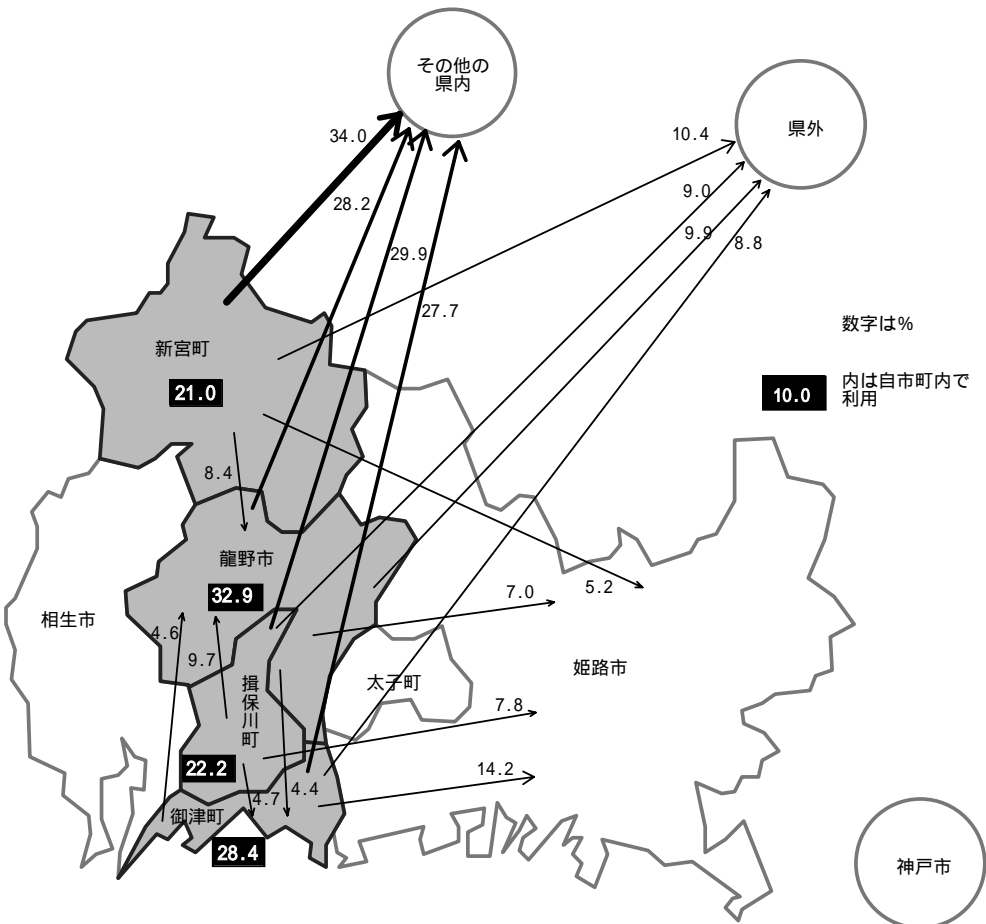 その他の
県内
県外
34.0
10.4
28.2
9.0
29.9
9.9
8.8
27.7
数字は%
新宮町
21.0
10.0
内は自市町内で
利用
8.4
龍野市
32.9
7.0
5.2
相生市
4.6
9.7
揖保川町
太子町
姫路市
7.8
22.2
14.2
4.7
4.4
御津町
28.4
神戸市